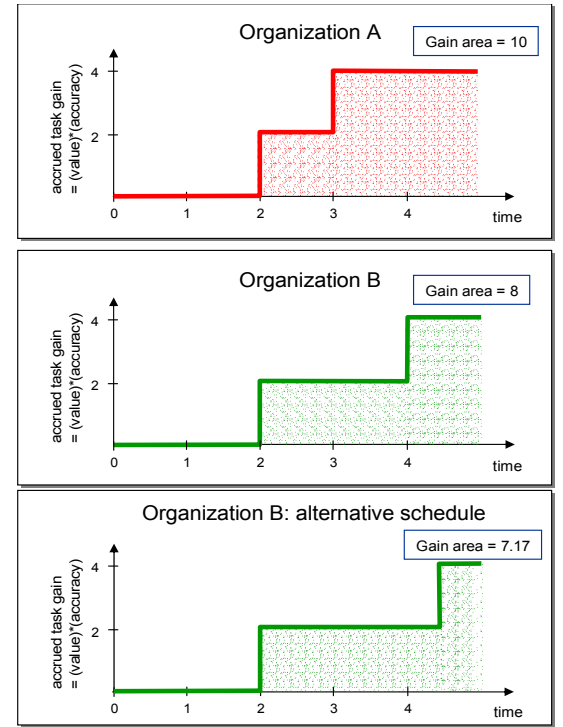 Organization A
Gain area = 10
accrued task gain
= (value)*(accuracy)
4
2
0 1 2 3 4
time
Organization B
Gain area = 8
accrued task gain
= (value)*(accuracy)
4
2
0 1 2 3 4
time
Organization B: alternative schedule
Gain area = 7.17
accrued task gain
= (value)*(accuracy)
4
2
0 1 2 3 4
time